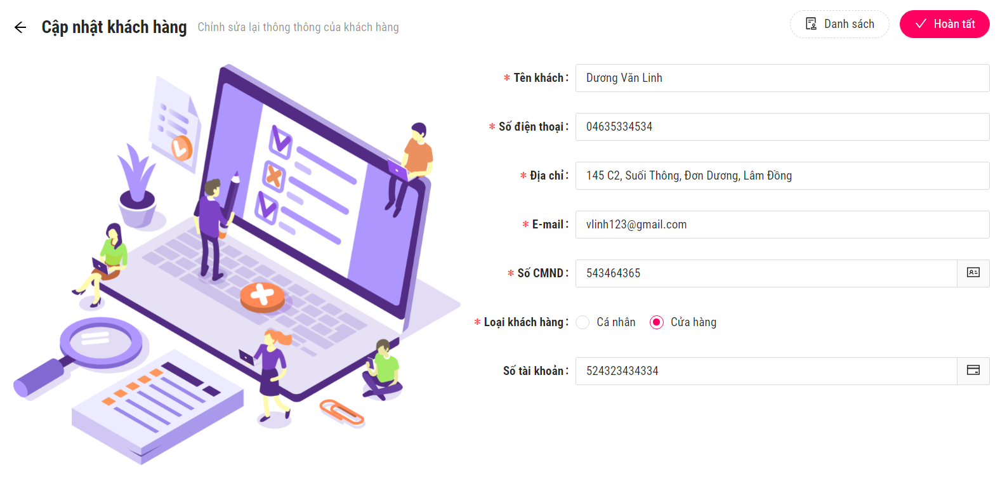 Cập nhật khách hàng Chỉnh sửa lại thông thông của khách hàng
Danh sách
Hoàn tất
* Tên khách: Dương Văn Linh
* Số điện thoại: 04635334534
* Địa chỉ: 145 C2, Suối Thông, Đơn Dương, Lâm Đồng
* E-mail: vlinh123@gmail.com
* Số CMND: 543464365
* Loại khách hàng: Cá nhân Cửa hàng
Số tài khoản: 524323434334